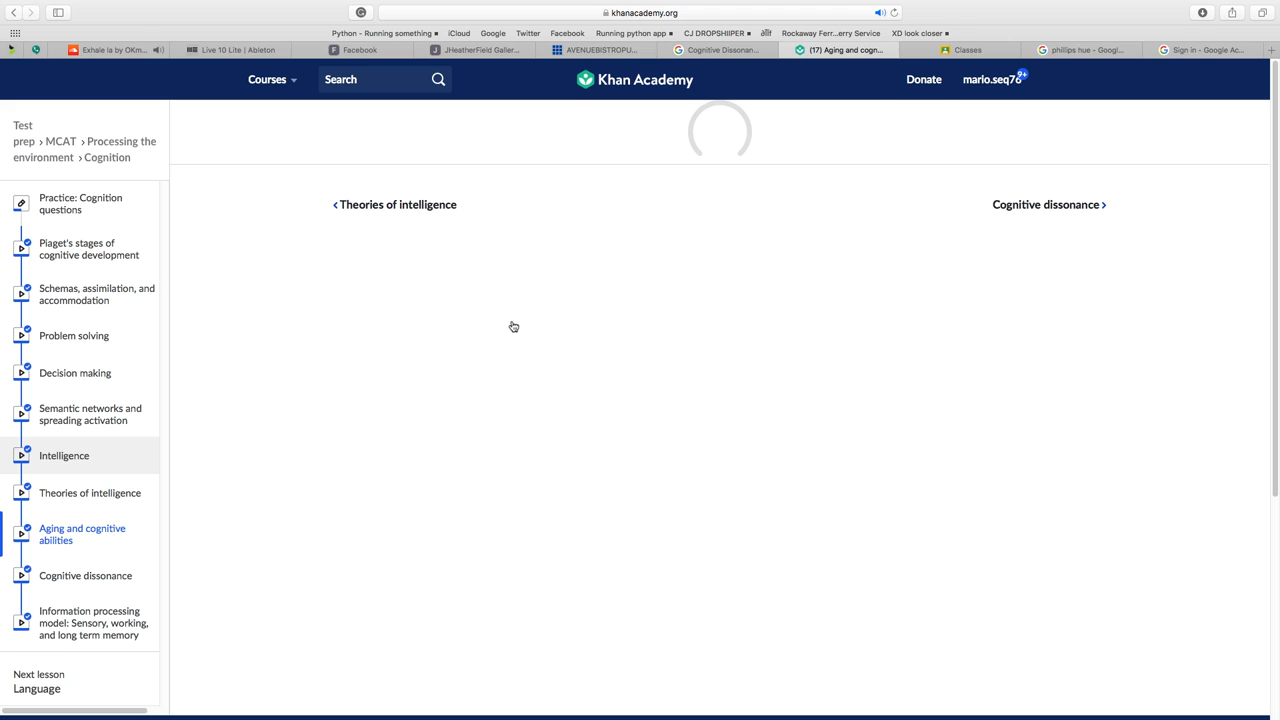 khanacademy.org
Python - Running something
iCloud
Google
Twitter
Facebook
Running python app
CJ DROPSHIIPER
Rockaway Ferr...erry Service
XD look closer
Exhale ia by OKm...
Live 10 Lite | Ableton
Facebook
JHeatherField Galler...
AVENUEBISTROPU...
Cognitive Dissonan...
(17) Aging and cogn...
Classes
phillips hue - Googl...
Sign in - Google Ac...
Courses
Search
Khan Academy
Donate
mario.seq76
9+
Test
prep › MCAT › Processing the
environment › Cognition
Practice: Cognition
questions
Piaget's stages of
cognitive development
Schemas, assimilation, and
accommodation
Problem solving
Decision making
Semantic networks and
spreading activation
Intelligence
Theories of intelligence
Aging and cognitive
abilities
Cognitive dissonance
Information processing
model: Sensory, working,
and long term memory
Next lesson
Language
‹ Theories of intelligence
Cognitive dissonance ›